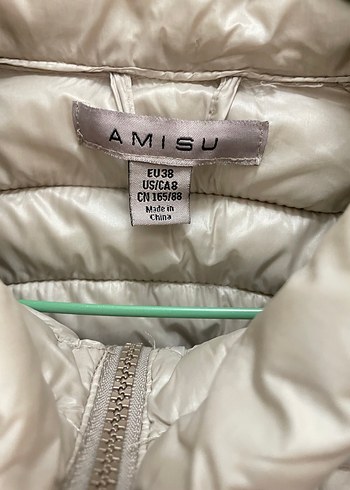 AMISU
EU38
US/CA8
CN 165/88
Made in
China